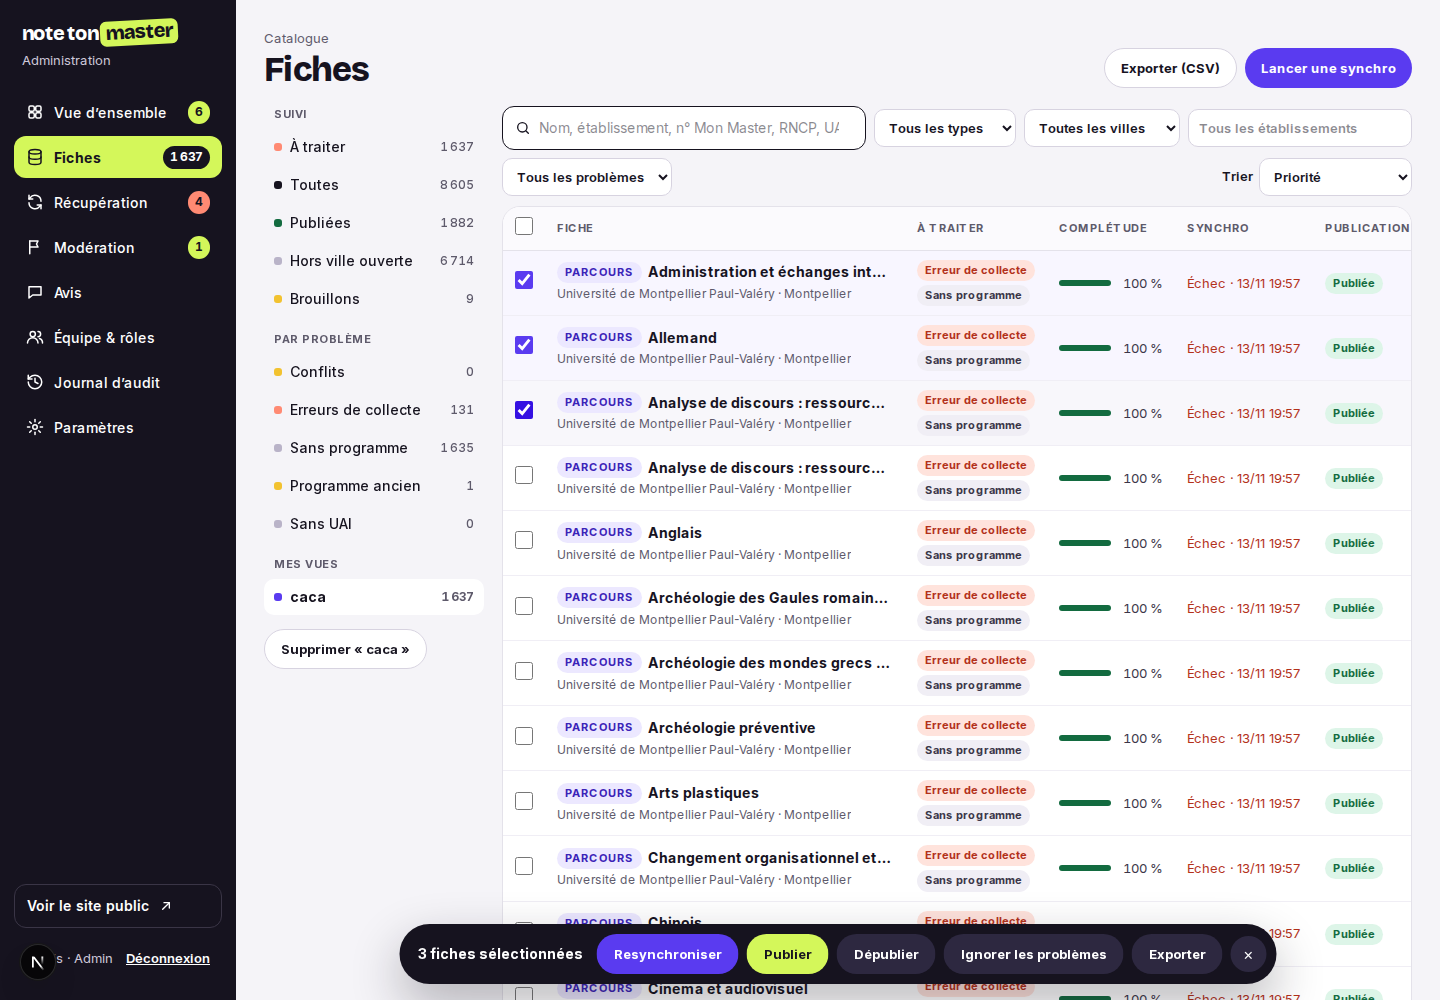 note ton master
Administration
Vue d’ensemble 6
Fiches 1 637
Récupération 4
Modération 1
Avis
Équipe & rôles
Journal d’audit
Paramètres
Voir le site public
N s · Admin Déconnexion
Catalogue
Fiches
Exporter (CSV) Lancer une synchro
SUIVI
À traiter 1 637
Toutes 8 605
Publiées 1 882
Hors ville ouverte 6 714
Brouillons 9
PAR PROBLÈME
Conflits 0
Erreurs de collecte 131
Sans programme 1 635
Programme ancien 1
Sans UAI 0
MES VUES
caca 1 637
Supprimer « caca »
Nom, établissement, n° Mon Master, RNCP, UA Tous les types Toutes les villes Tous les établissements
Tous les problèmes Trier Priorité
FICHE À TRAITER COMPLÉTUDE SYNCHRO PUBLICATION
PARCOURS Administration et échanges int… Erreur de collecte 100 % Échec · 13/11 19:57 Publiée
Université de Montpellier Paul-Valéry · Montpellier Sans programme
PARCOURS Allemand Erreur de collecte 100 % Échec · 13/11 19:57 Publiée
Université de Montpellier Paul-Valéry · Montpellier Sans programme
PARCOURS Analyse de discours : ressourc… Erreur de collecte 100 % Échec · 13/11 19:57 Publiée
Université de Montpellier Paul-Valéry · Montpellier Sans programme
PARCOURS Analyse de discours : ressourc… Erreur de collecte 100 % Échec · 13/11 19:57 Publiée
Université de Montpellier Paul-Valéry · Montpellier Sans programme
PARCOURS Anglais Erreur de collecte 100 % Échec · 13/11 19:57 Publiée
Université de Montpellier Paul-Valéry · Montpellier Sans programme
PARCOURS Archéologie des Gaules romain… Erreur de collecte 100 % Échec · 13/11 19:57 Publiée
Université de Montpellier Paul-Valéry · Montpellier Sans programme
PARCOURS Archéologie des mondes grecs … Erreur de collecte 100 % Échec · 13/11 19:57 Publiée
Université de Montpellier Paul-Valéry · Montpellier Sans programme
PARCOURS Archéologie préventive Erreur de collecte 100 % Échec · 13/11 19:57 Publiée
Université de Montpellier Paul-Valéry · Montpellier Sans programme
PARCOURS Arts plastiques Erreur de collecte 100 % Échec · 13/11 19:57 Publiée
Université de Montpellier Paul-Valéry · Montpellier Sans programme
PARCOURS Changement organisationnel et… Erreur de collecte 100 % Échec · 13/11 19:57 Publiée
Université de Montpellier Paul-Valéry · Montpellier Sans programme
PARCOURS Chinois Erreur de collecte 19:57 Publiée
3 fiches sélectionnées Resynchroniser Publier Dépublier Ignorer les problèmes Exporter ×
PARCOURS Cinéma et audiovisuel Erreur de collecte 100 % Échec · 13/11 19:57 Publiée